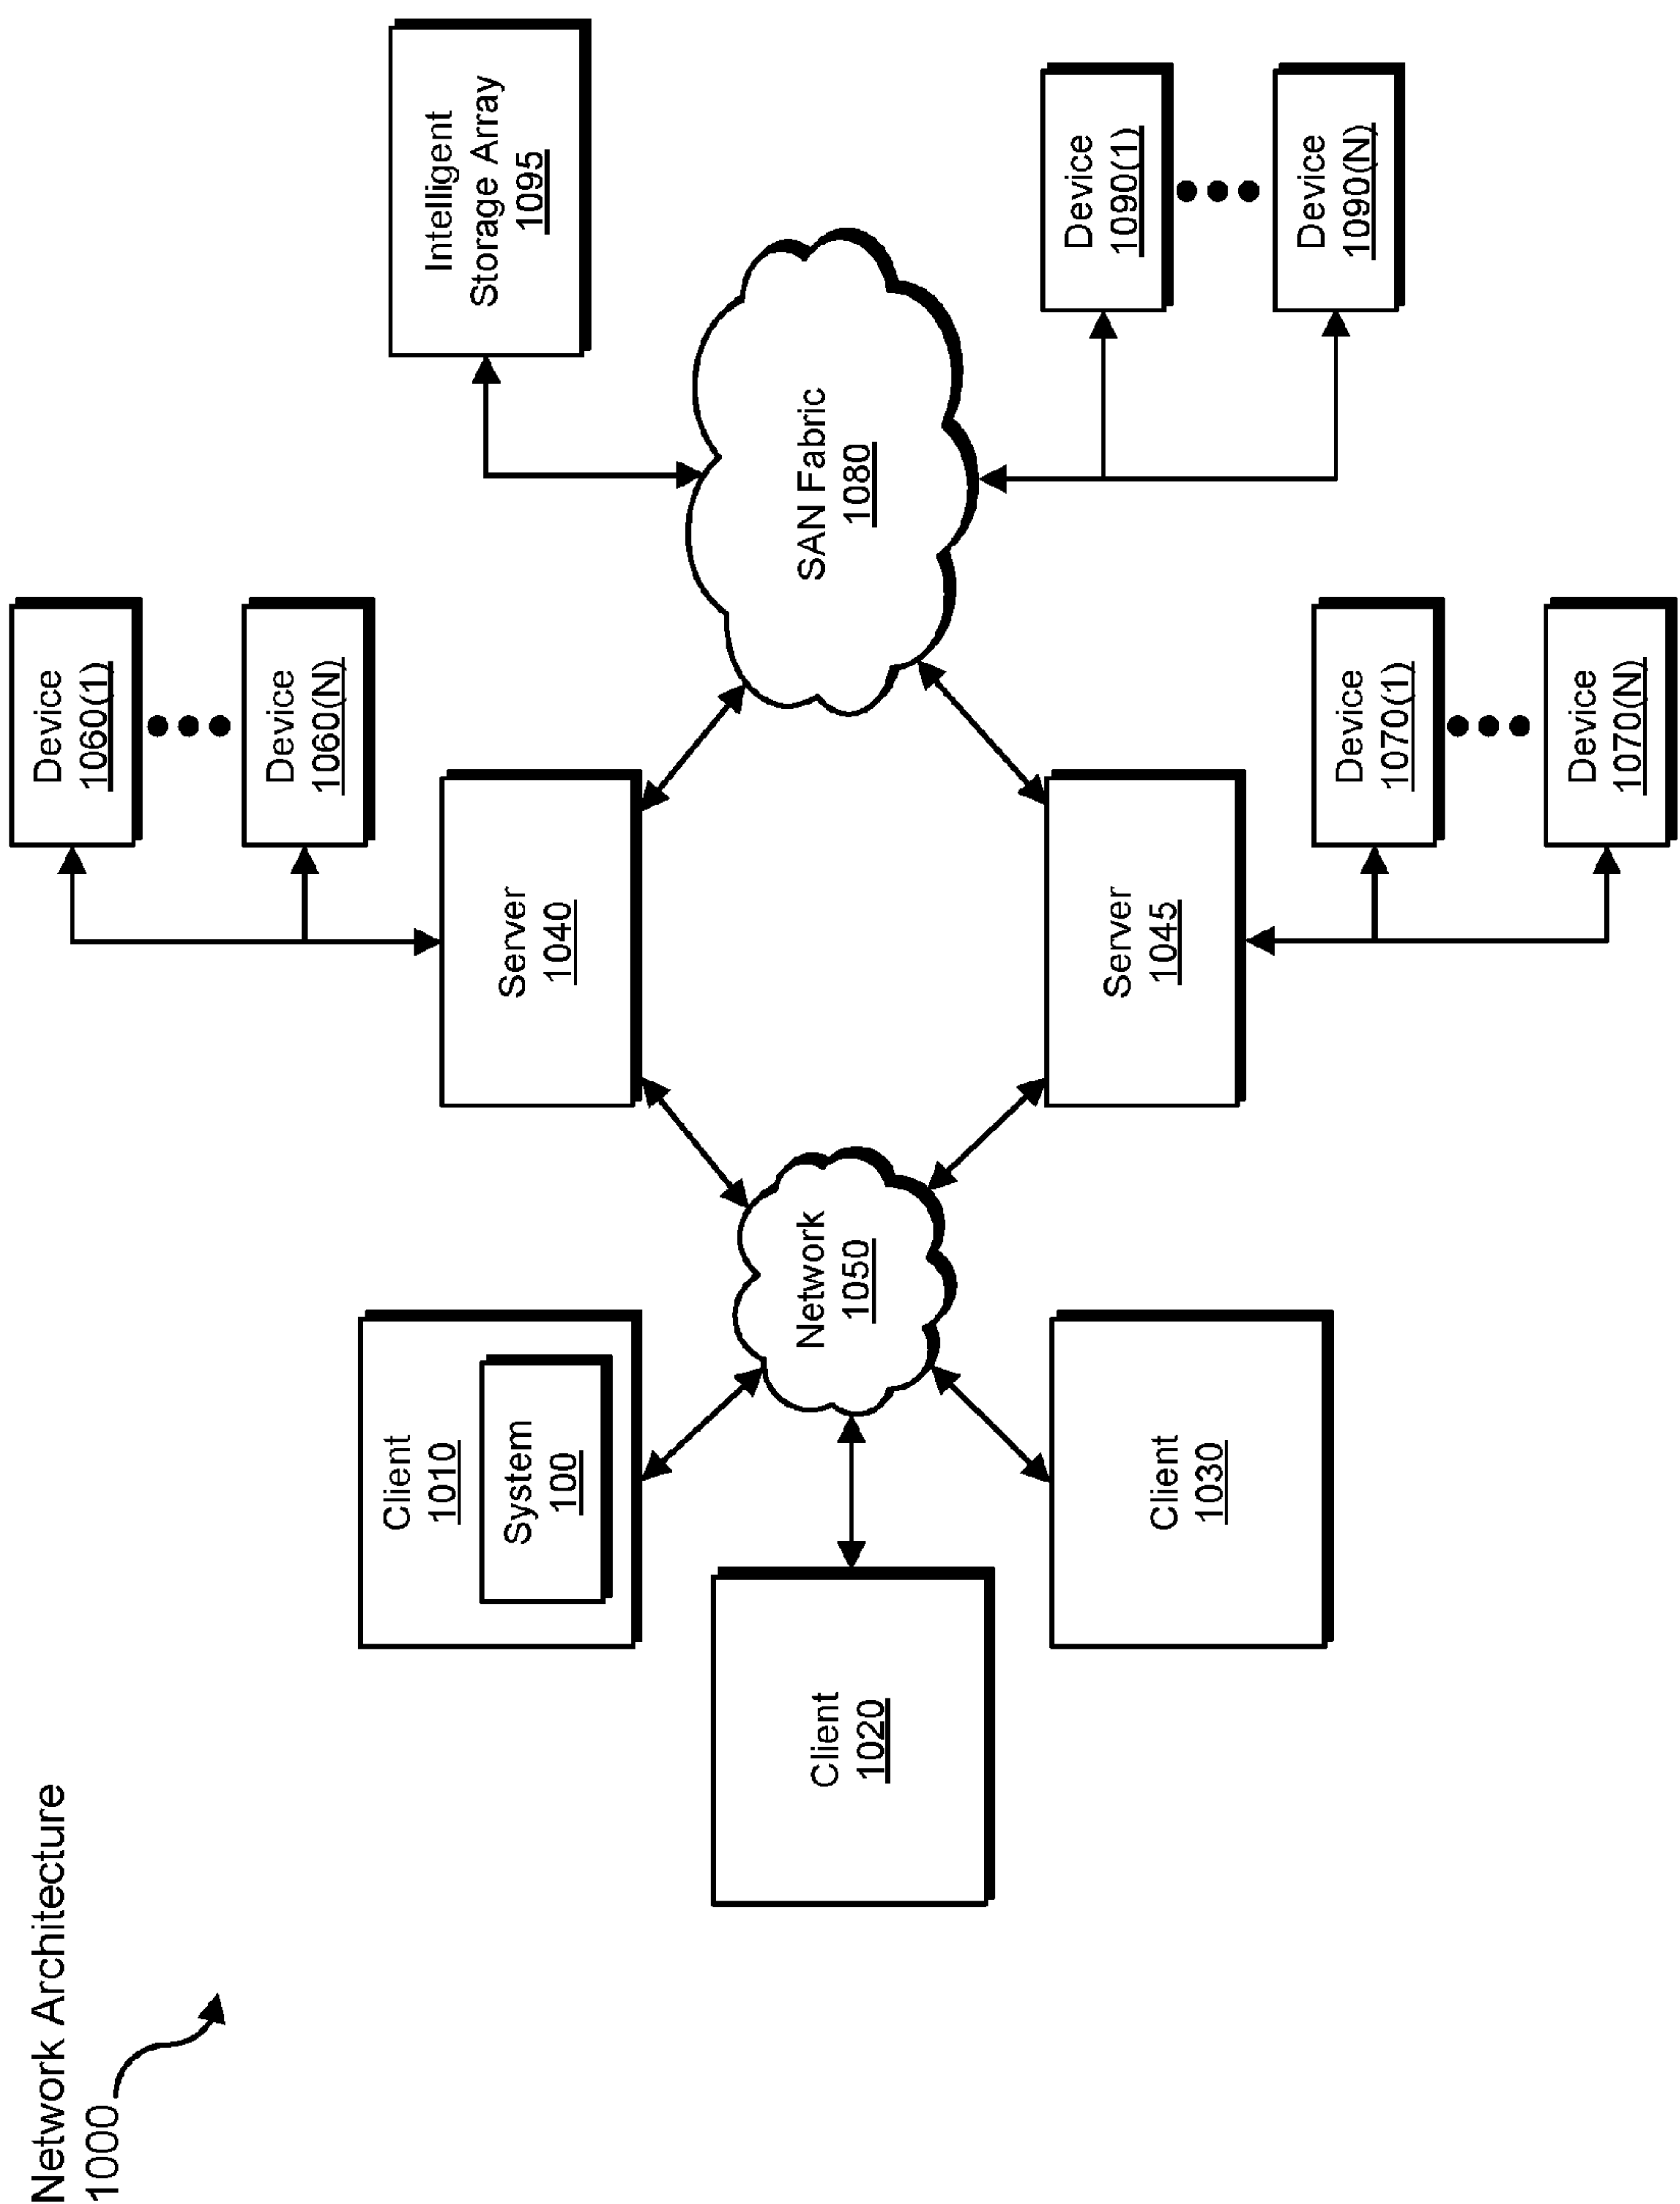 Network Architecture
1000
Device
1060(1)
Device
1060(N)
Intelligent
Storage Array
1095
Client
1010
System
100
Server
1040
Client
1020
Network
1050
SAN Fabric
1080
Client
1030
Server
1045
Device
1090(1)
Device
1090(N)
Device
1070(1)
Device
1070(N)